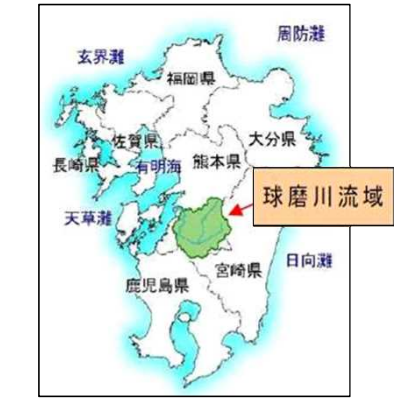 周防灘
玄界灘
福岡県
佐賀県
大分県
長崎県
有明海
熊本県
球磨川流域
天草灘
日向灘
宮崎県
鹿児島県